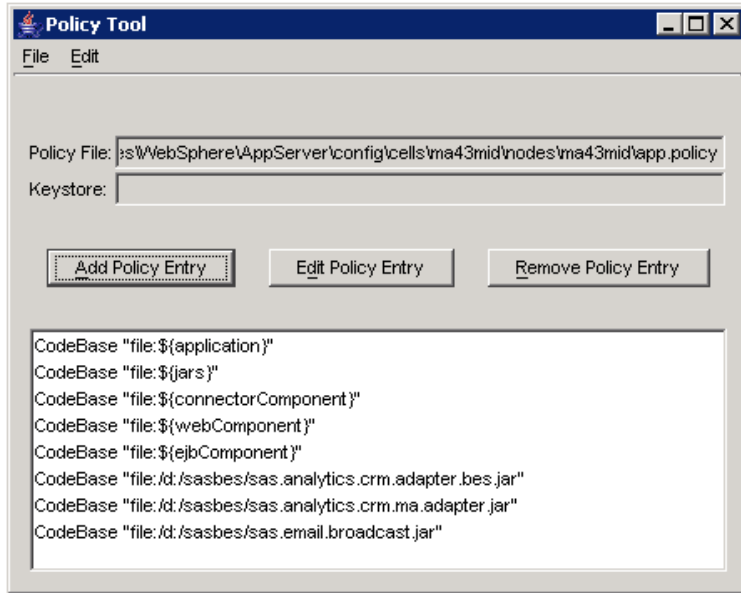 Policy Tool
File Edit
Policy File: es\WebSphere\AppServer\config\cells\ma43mid\nodes\ma43mid\app.policy
Keystore:
Add Policy Entry Edit Policy Entry Remove Policy Entry
CodeBase "file:${application}"
CodeBase "file:${jars}"
CodeBase "file:${connectorComponent}"
CodeBase "file:${webComponent}"
CodeBase "file:${ejbComponent}"
CodeBase "file:/d:/sasbes/sas.analytics.crm.adapter.bes.jar"
CodeBase "file:/d:/sasbes/sas.analytics.crm.ma.adapter.jar"
CodeBase "file:/d:/sasbes/sas.email.broadcast.jar"